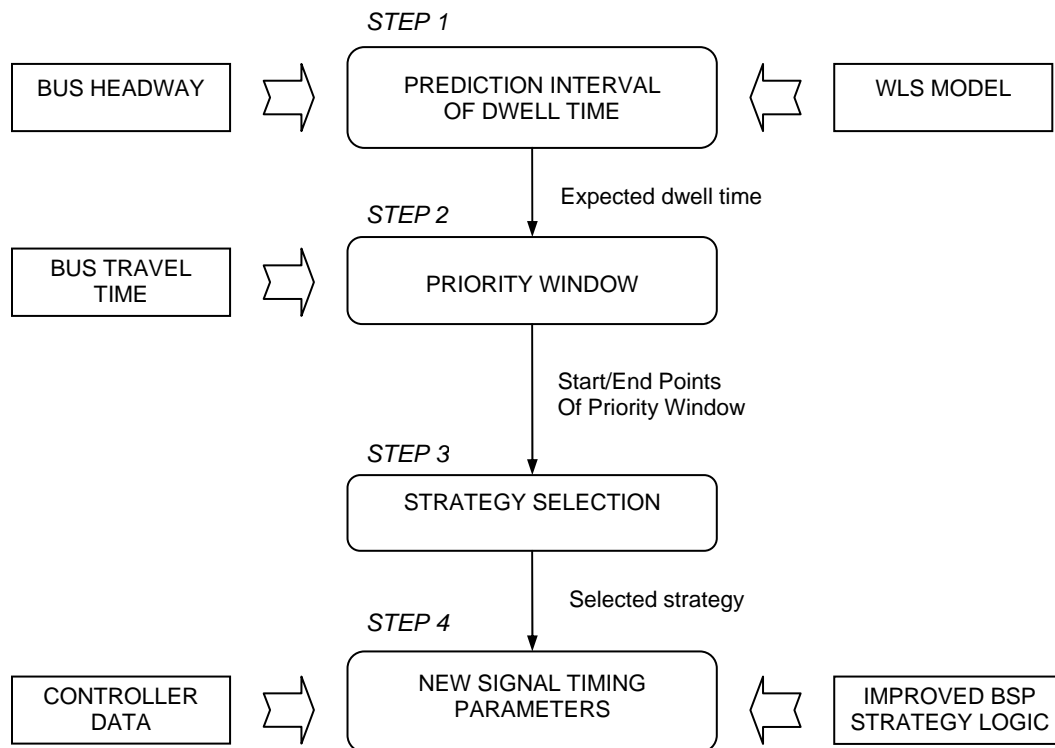 STEP 1
BUS HEADWAY
PREDICTION INTERVAL
OF DWELL TIME
WLS MODEL
Expected dwell time
STEP 2
BUS TRAVEL
TIME
PRIORITY WINDOW
Start/End Points
Of Priority Window
STEP 3
STRATEGY SELECTION
Selected strategy
STEP 4
CONTROLLER
DATA
NEW SIGNAL TIMING
PARAMETERS
IMPROVED BSP
STRATEGY LOGIC